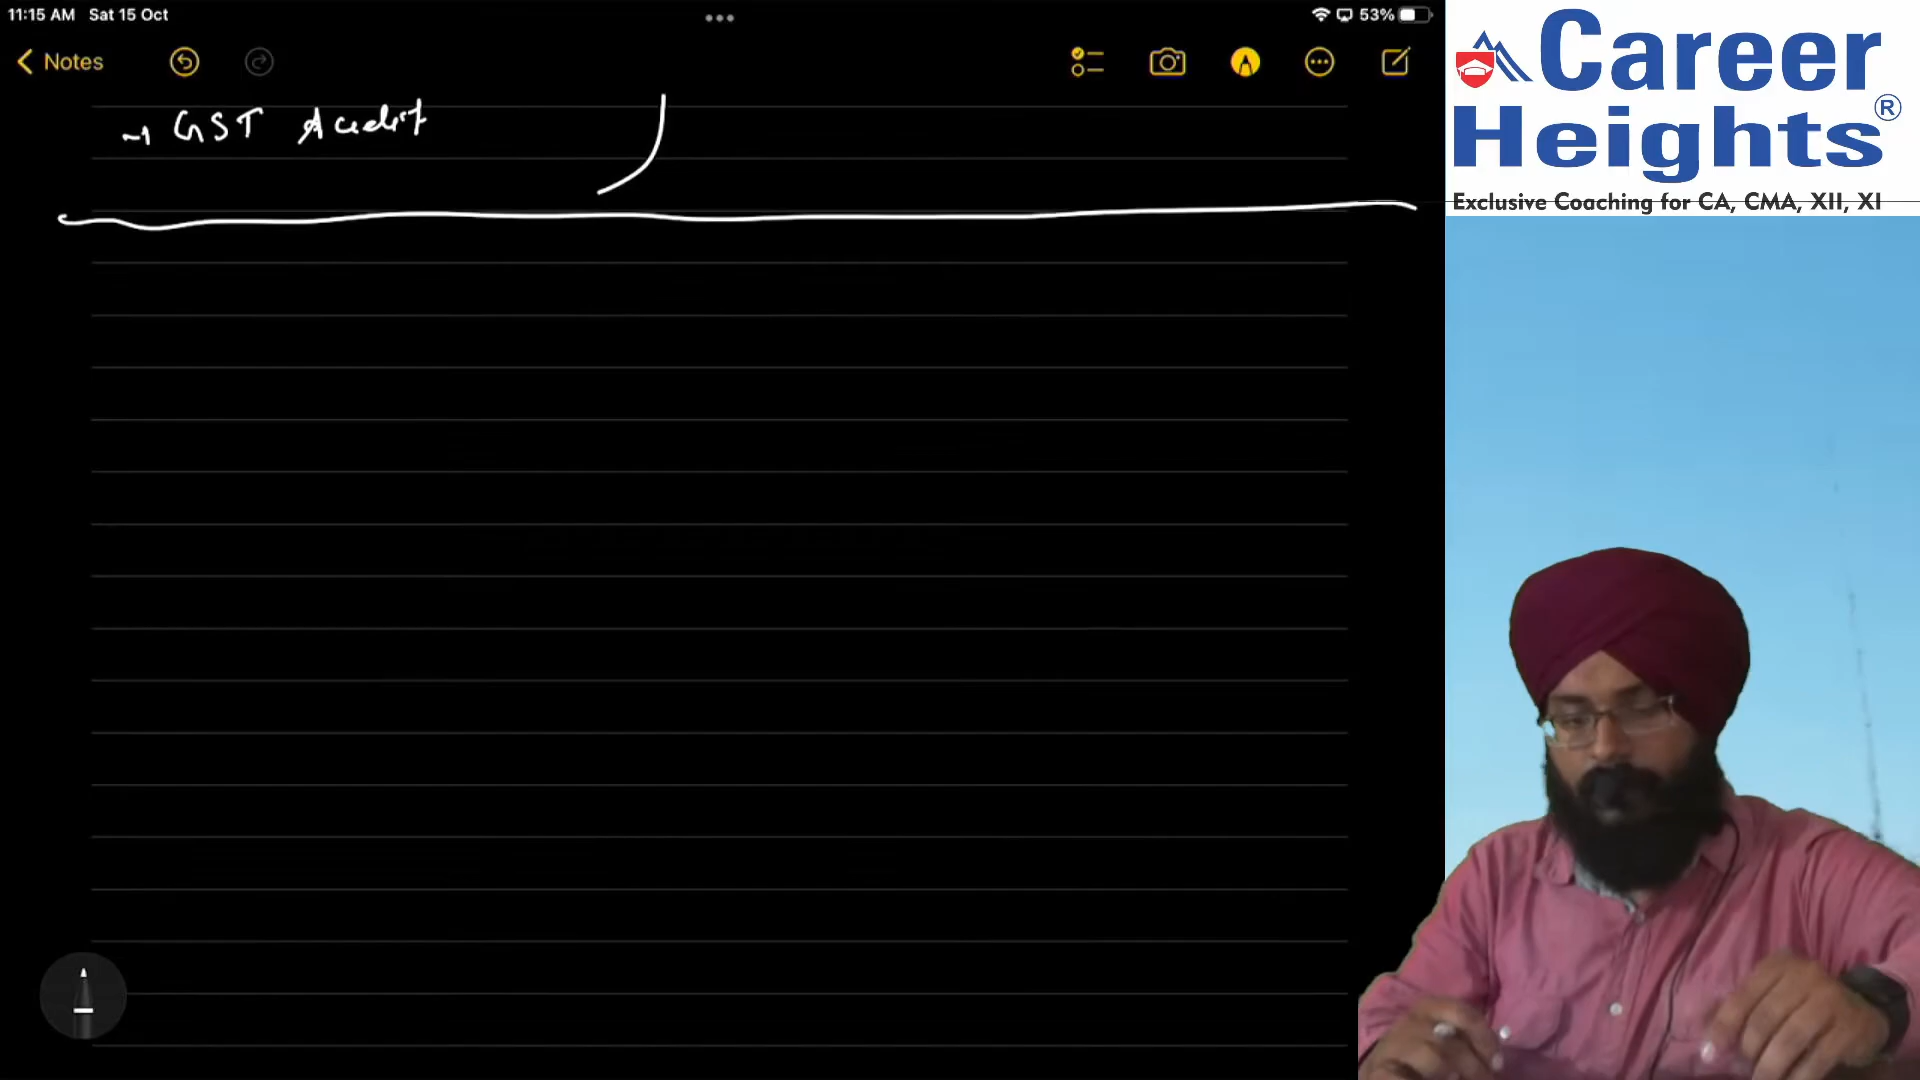 11:15 AM Sat 15 Oct
53%
Notes
→ GST Audit
Career
Heights®
Exclusive Coaching for CA, CMA, XII, XI